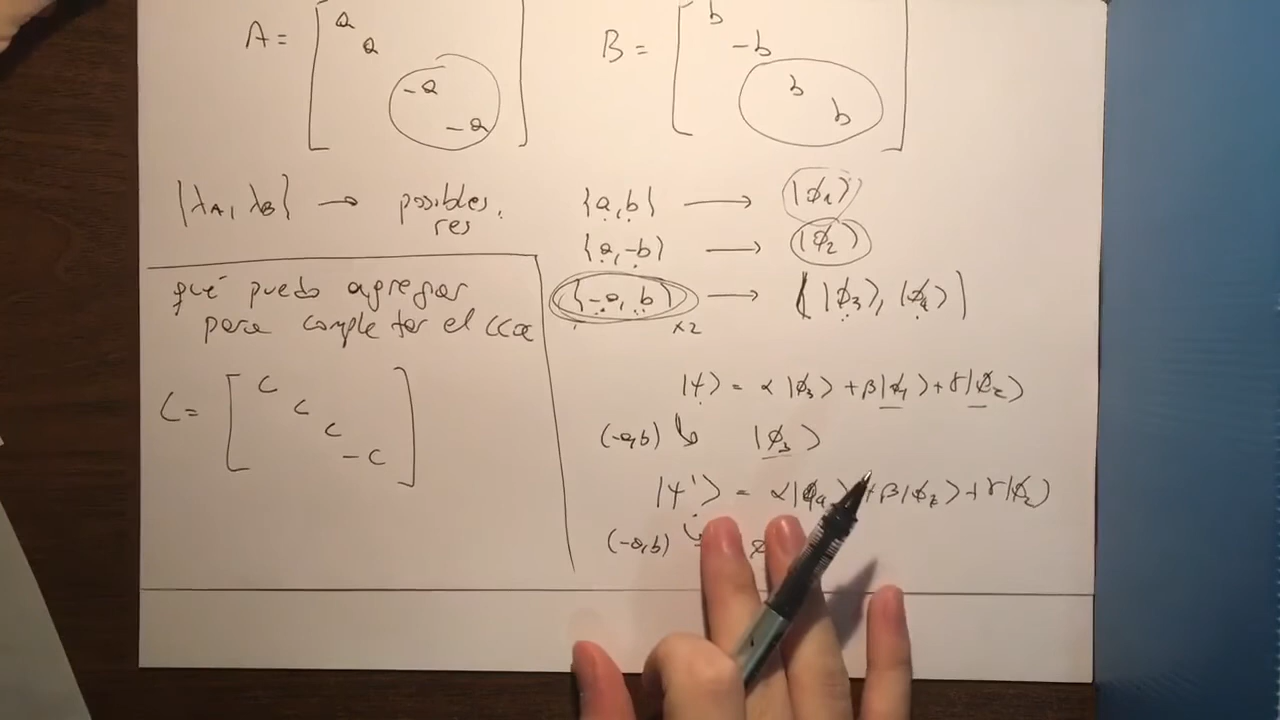 A = [ a a -a -a ]
B = [ b -b b b ]
{λA, λB} → posibles res
{a, b} → |ϕ1⟩
{a, -b} → |ϕ2⟩
{-a, b} x2 → { |ϕ3⟩, |ϕ4⟩ }
qué puedo agregar
para completar el CCOC
C = [ c c c -c ]
|ψ⟩ = α|ϕ3⟩ + β|ϕ1⟩ + γ|ϕ2⟩
(-a,b) ↳ |ϕ3⟩
|ψ'⟩ = α|ϕ4⟩ + β|ϕ2⟩ + γ|ϕ2⟩
(-a,b) ϕ